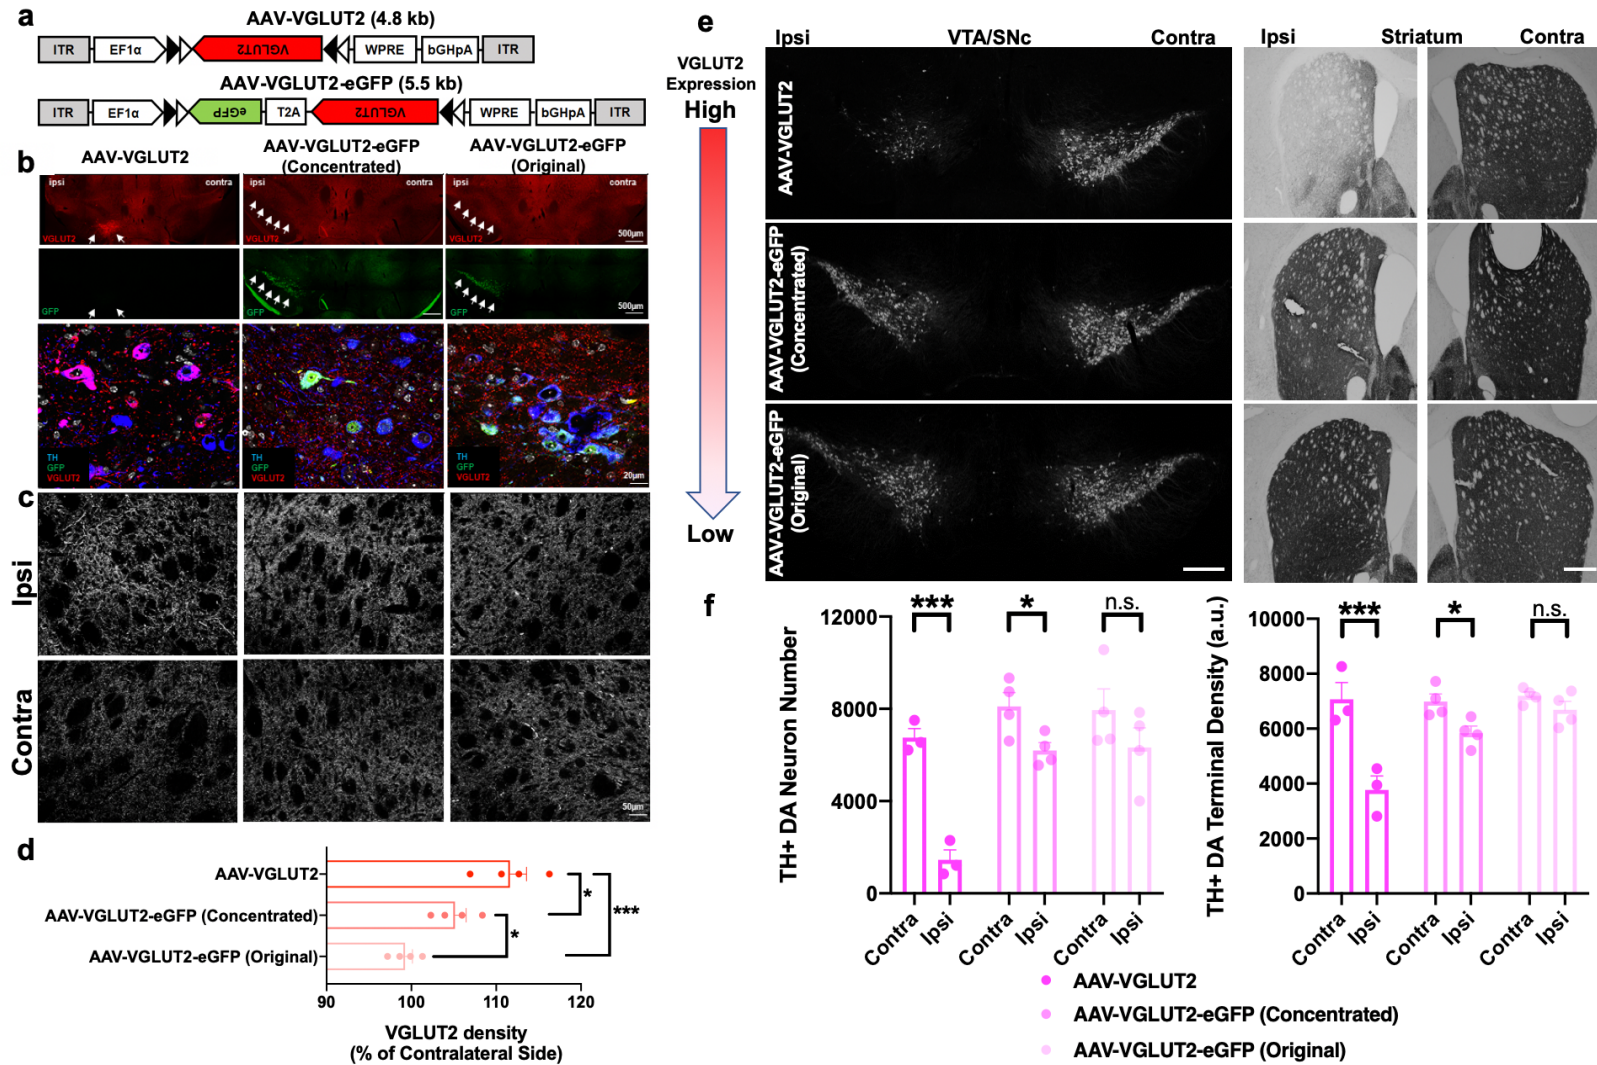 a
AAV-VGLUT2 (4.8 kb)
ITR EF1α VGLUT2 WPRE bGHpA ITR
AAV-VGLUT2-eGFP (5.5 kb)
ITR EF1α eGFP T2A VGLUT2 WPRE bGHpA ITR
b
AAV-VGLUT2
AAV-VGLUT2-eGFP
(Concentrated)
AAV-VGLUT2-eGFP
(Original)
ipsi contra ipsi contra ipsi contra
VGLUT2 VGLUT2 VGLUT2 500μm
GFP GFP GFP 500μm
TH
GFP
VGLUT2
TH
GFP
VGLUT2
TH
GFP
VGLUT2
20μm
c
Ipsi
Contra
50μm
d
AAV-VGLUT2
AAV-VGLUT2-eGFP (Concentrated)
AAV-VGLUT2-eGFP (Original)
*
***
*
90 100 110 120
VGLUT2 density
(% of Contralateral Side)
e
VGLUT2
Expression
High
Low
Ipsi VTA/SNc Contra
Ipsi Striatum Contra
AAV-VGLUT2
AAV-VGLUT2-eGFP
(Concentrated)
AAV-VGLUT2-eGFP
(Original)
f
TH+ DA Neuron Number
12000
8000
4000
0
*** * n.s.
Contra Ipsi Contra Ipsi Contra Ipsi
TH+ DA Terminal Density (a.u.)
10000
8000
6000
4000
2000
0
*** * n.s.
Contra Ipsi Contra Ipsi Contra Ipsi
AAV-VGLUT2
AAV-VGLUT2-eGFP (Concentrated)
AAV-VGLUT2-eGFP (Original)